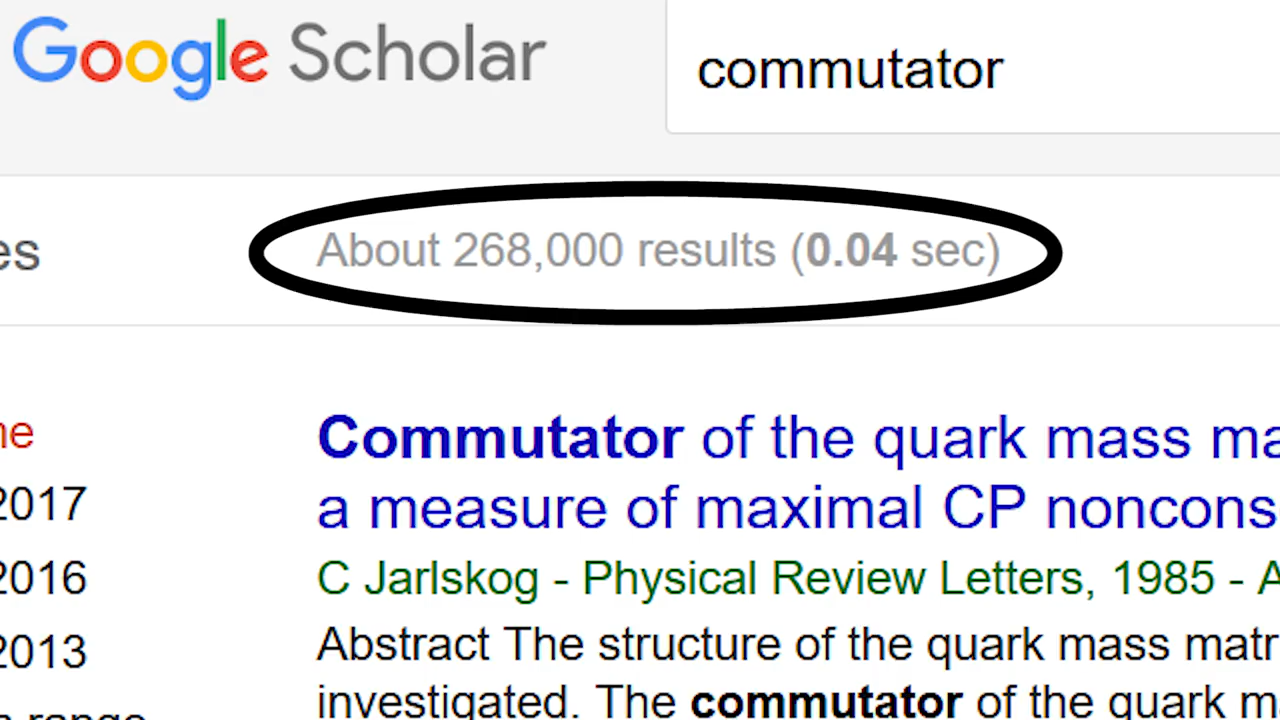 Google Scholar
commutator
es
About 268,000 results (0.04 sec)
Commutator of the quark mass ma
a measure of maximal CP noncons
C Jarlskog - Physical Review Letters, 1985 - A
Abstract The structure of the quark mass matr
investigated. The commutator of the quark m
ne
2017
2016
2013
range